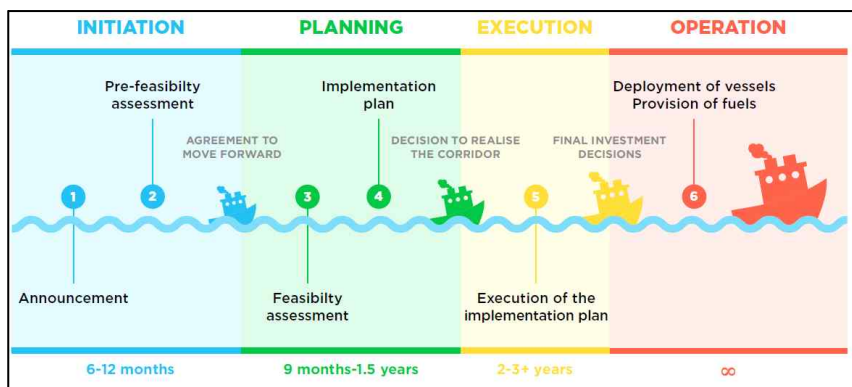 INITIATION
PLANNING
EXECUTION
OPERATION
Pre-feasibilty
assessment
Implementation
plan
Deployment of vessels
Provision of fuels
AGREEMENT TO
MOVE FORWARD
DECISION TO REALISE
THE CORRIDOR
FINAL INVESTMENT
DECISIONS
1
2
3
4
5
6
Announcement
Feasibilty
assessment
Execution of the
implementation plan
6-12 months
9 months-1.5 years
2-3+ years
∞